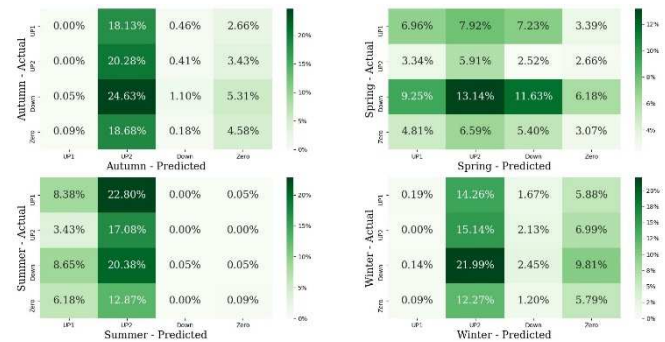 Autumn - Actual
UP1 0.00% 18.13% 0.46% 2.66%
UP2 0.00% 20.28% 0.41% 3.43%
Down 0.05% 24.63% 1.10% 5.31%
Zero 0.09% 18.68% 0.18% 4.58%
UP1 UP2 Down Zero
Autumn - Predicted
20%
15%
10%
5%
0%
Spring - Actual
UP1 6.96% 7.92% 7.23% 3.39%
UP2 3.34% 5.91% 2.52% 2.66%
Down 9.25% 13.14% 11.63% 6.18%
Zero 4.81% 6.59% 5.40% 3.07%
UP1 UP2 Down Zero
Spring - Predicted
12%
10%
8%
6%
4%
Summer - Actual
UP1 8.38% 22.80% 0.00% 0.05%
UP2 3.43% 17.08% 0.00% 0.00%
Down 8.65% 20.38% 0.05% 0.05%
Zero 6.18% 12.87% 0.00% 0.09%
UP1 UP2 Down Zero
Summer - Predicted
20%
15%
10%
5%
0%
Winter - Actual
UP1 0.19% 14.26% 1.67% 5.88%
UP2 0.00% 15.14% 2.13% 6.99%
Down 0.14% 21.99% 2.45% 9.81%
Zero 0.09% 12.27% 1.20% 5.79%
UP1 UP2 Down Zero
Winter - Predicted
20%
18%
15%
12%
10%
8%
5%
2%
0%